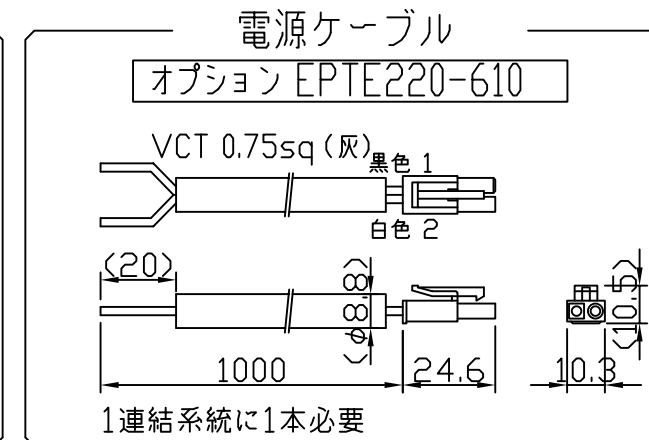 電源ケーブル
オプション EPTE220-610
VCT 0.75sq (灰)
黒色 1
白色 2
(20)
(φ8.8)
(10.5)
1000
24.6
10.3
1連結系統に1本必要